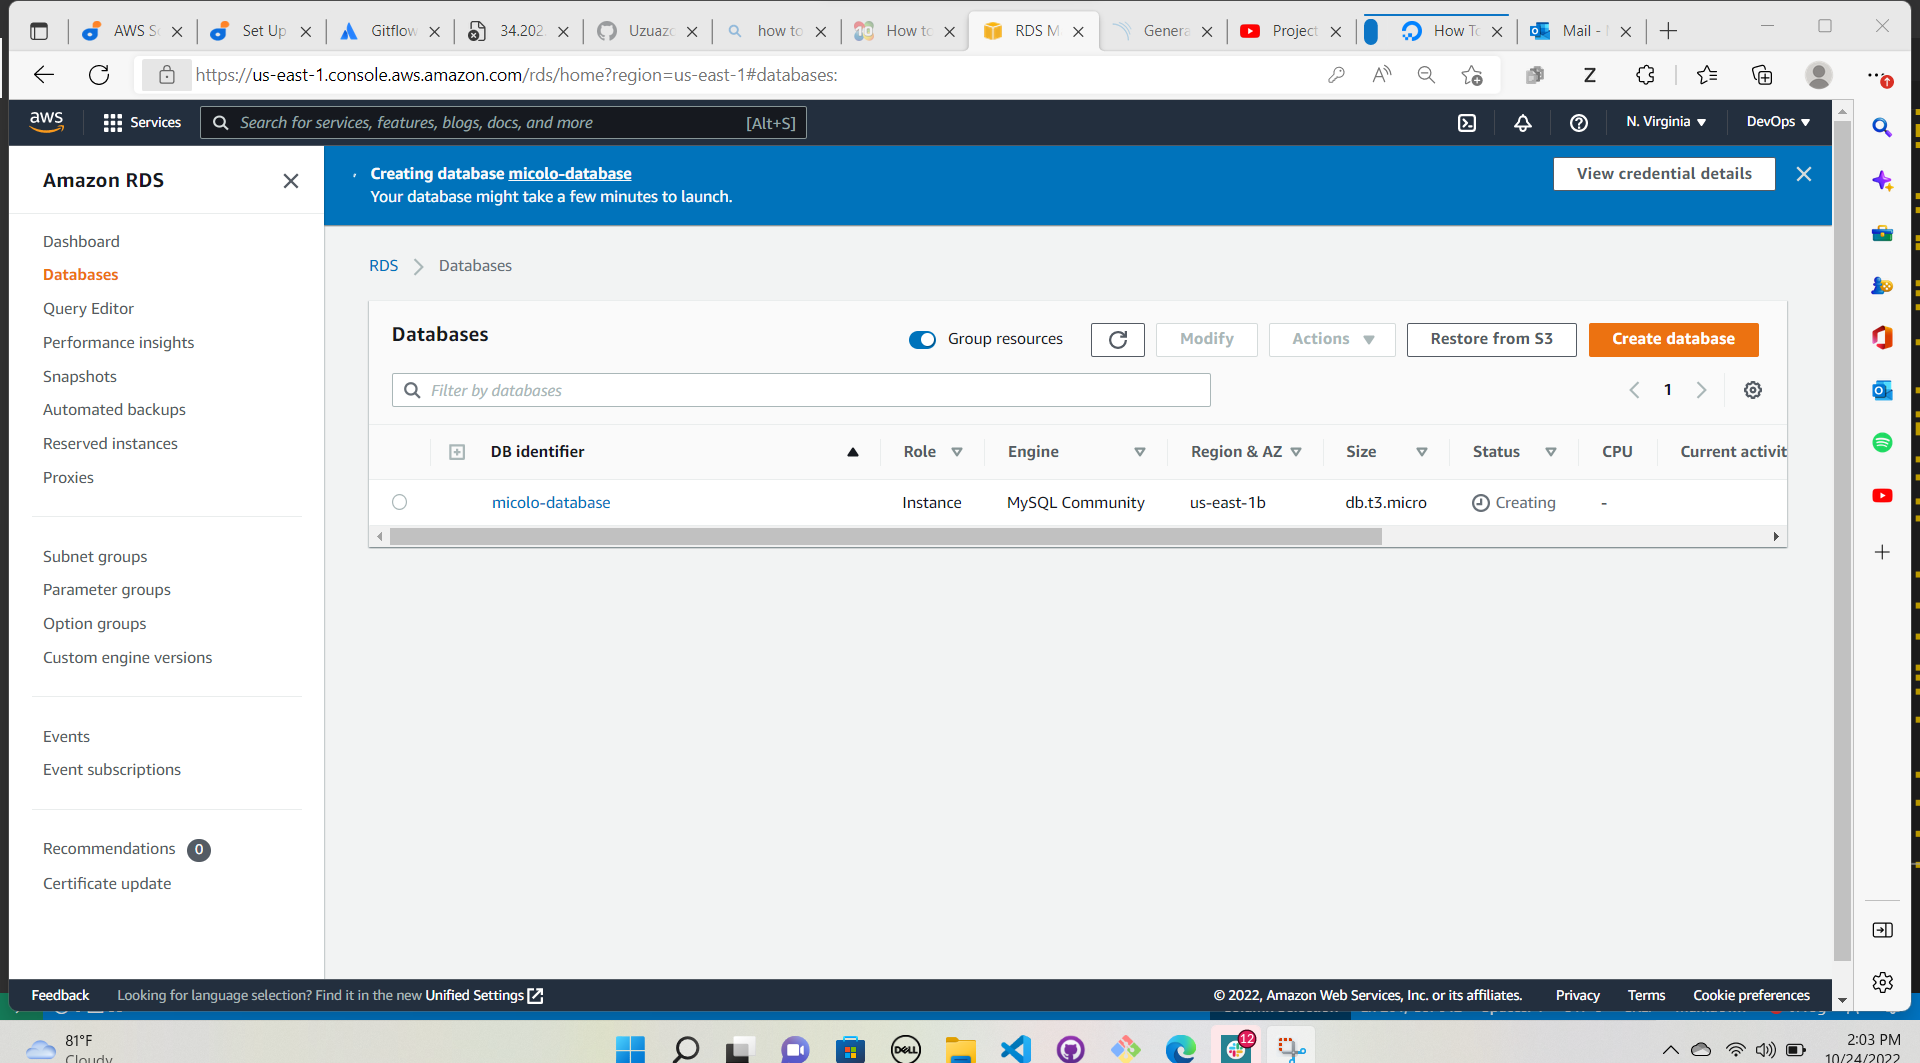 AWS S
Set Up
Gitflow
34.202.
Uzuazo
how to
How to
RDS M
Genera
Project
How To
Mail -
https://us-east-1.console.aws.amazon.com/rds/home?region=us-east-1#databases:
aws
Services
Search for services, features, blogs, docs, and more
[Alt+S]
N. Virginia
DevOps
Amazon RDS
Dashboard
Databases
Query Editor
Performance insights
Snapshots
Automated backups
Reserved instances
Proxies
Subnet groups
Parameter groups
Option groups
Custom engine versions
Events
Event subscriptions
Recommendations 0
Certificate update
Creating database micolo-database
Your database might take a few minutes to launch.
View credential details
RDS > Databases
Databases
Group resources
Modify
Actions
Restore from S3
Create database
Filter by databases
1
DB identifier
Role
Engine
Region & AZ
Size
Status
CPU
Current activit
micolo-database
Instance
MySQL Community
us-east-1b
db.t3.micro
Creating
-
Feedback
Looking for language selection? Find it in the new Unified Settings
© 2022, Amazon Web Services, Inc. or its affiliates.
Privacy
Terms
Cookie preferences
81°F
Cloudy
DELL
12
2:03 PM
10/24/2022